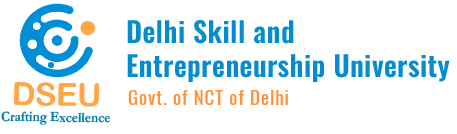 DSEU
Crafting Excellence
Delhi Skill and
Entrepreneurship University
Govt. of NCT of Delhi